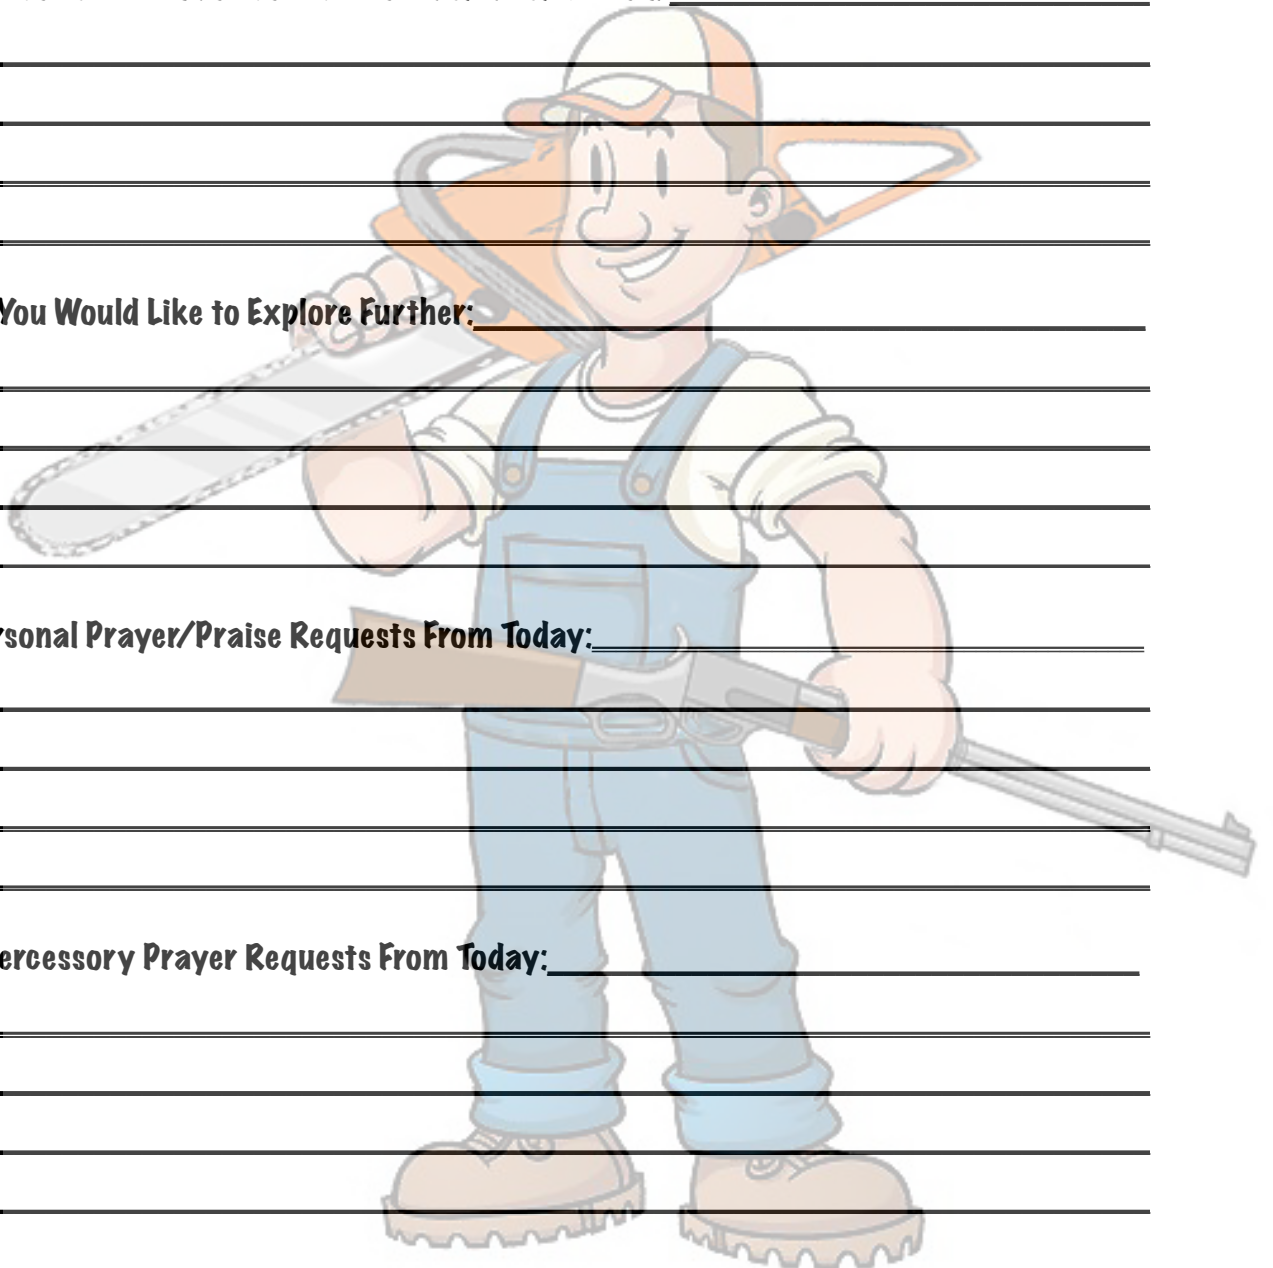 You Would Like to Explore Further:
rsonal Prayer/Praise Requests From Today:
ercessory Prayer Requests From Today: